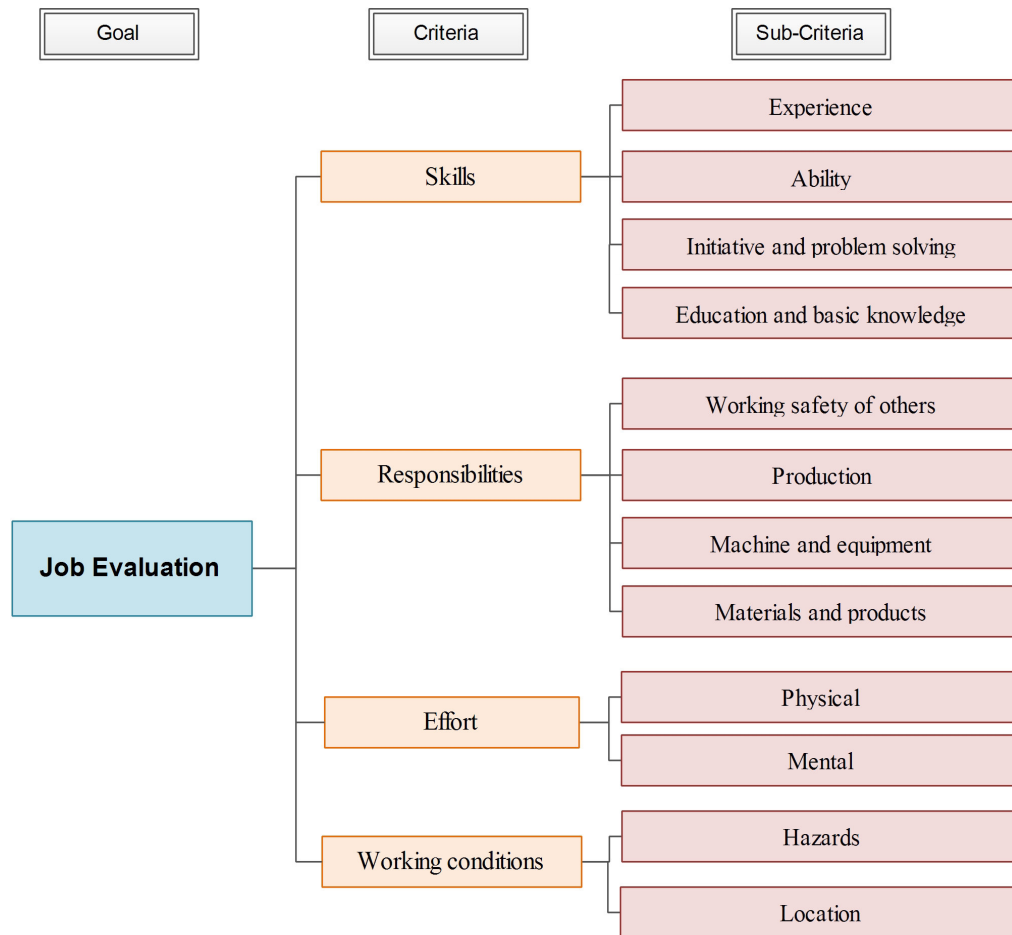 Goal
Criteria
Sub-Criteria
Experience
Skills
Ability
Initiative and problem solving
Education and basic knowledge
Working safety of others
Responsibilities
Production
Machine and equipment
Job Evaluation
Materials and products
Physical
Effort
Mental
Hazards
Working conditions
Location